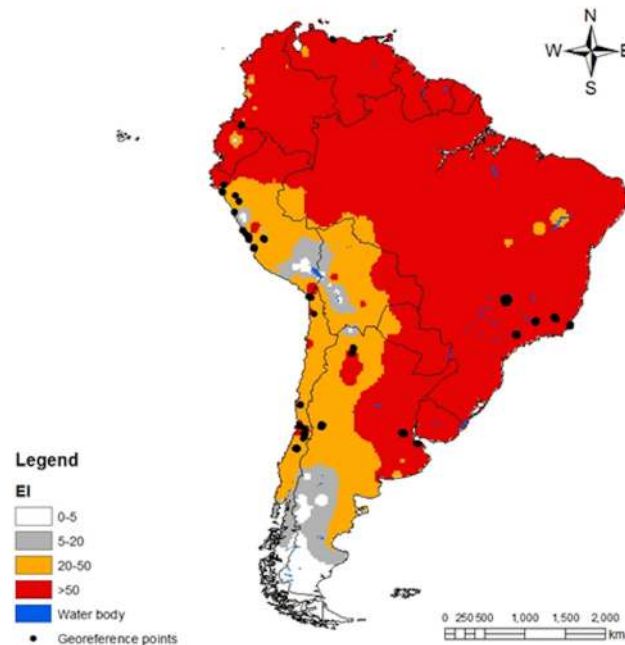 N
W E
S
Legend
EI
0-5
5-20
20-50
>50
Water body
Georeference points
0 250 500 1,000 1,500 2,000
km